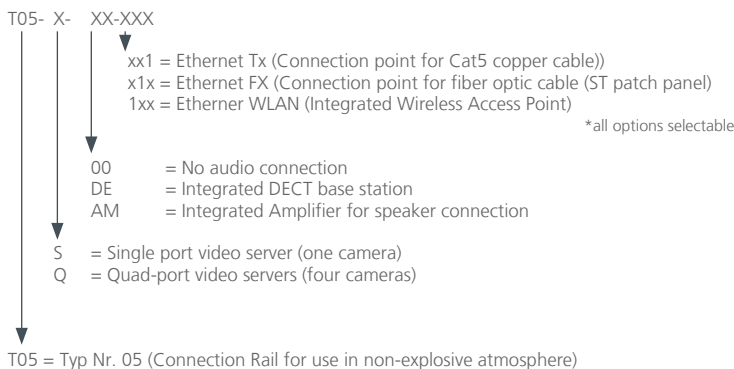 T05- X- XX-XXX
xx1 = Ethernet Tx (Connection point for Cat5 copper cable))
x1x = Ethernet FX (Connection point for fiber optic cable (ST patch panel)
1xx = Etherner WLAN (Integrated Wireless Access Point)
*all options selectable
00 = No audio connection
DE = Integrated DECT base station
AM = Integrated Amplifier for speaker connection
S = Single port video server (one camera)
Q = Quad-port video servers (four cameras)
T05 = Typ Nr. 05 (Connection Rail for use in non-explosive atmosphere)